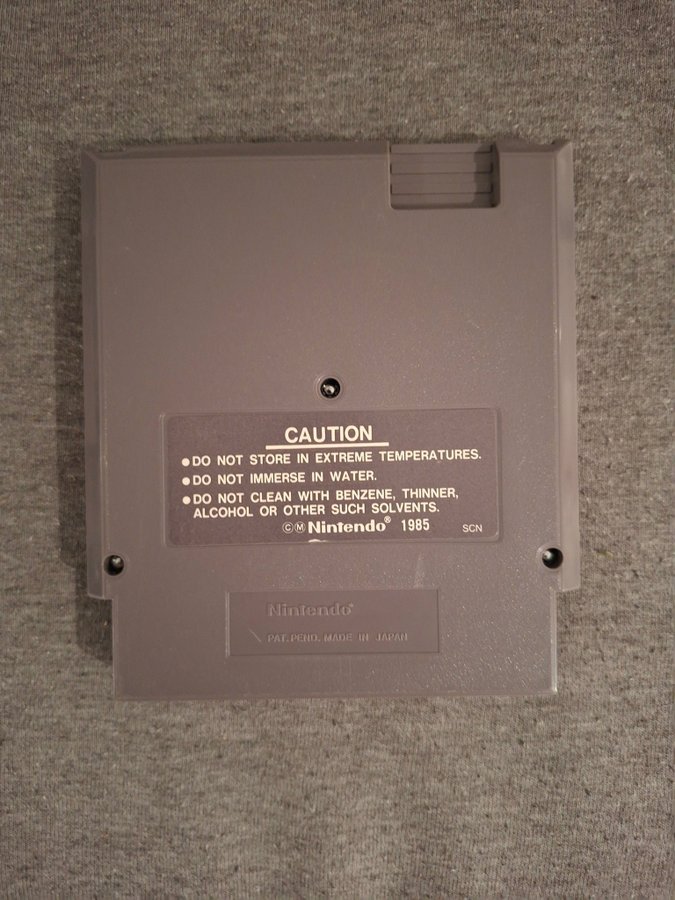 CAUTION
●DO NOT STORE IN EXTREME TEMPERATURES.
●DO NOT IMMERSE IN WATER.
●DO NOT CLEAN WITH BENZENE, THINNER,
ALCOHOL OR OTHER SUCH SOLVENTS.
ⒸⓂNintendo® 1985 SCN
Nintendo®
PAT. PEND. MADE IN JAPAN